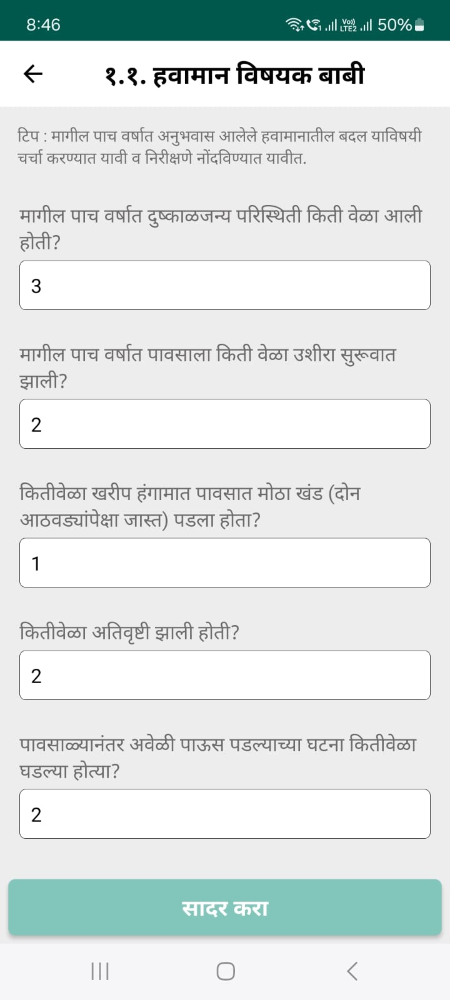 8:46
Vo))
LTE2
50%
१.१. हवामान विषयक बाबी
टिप : मागील पाच वर्षात अनुभवास आलेले हवामानातील बदल याविषयी
चर्चा करण्यात यावी व निरीक्षणे नोंदविण्यात यावीत.
मागील पाच वर्षात दुष्काळजन्य परिस्थिती किती वेळा आली
होती?
3
मागील पाच वर्षात पावसाला किती वेळा उशीरा सुरूवात
झाली?
2
कितीवेळा खरीप हंगामात पावसात मोठा खंड (दोन
आठवड्यांपेक्षा जास्त) पडला होता?
1
कितीवेळा अतिवृष्टी झाली होती?
2
पावसाळ्यानंतर अवेळी पाऊस पडल्याच्या घटना कितीवेळा
घडल्या होत्या?
2
सादर करा